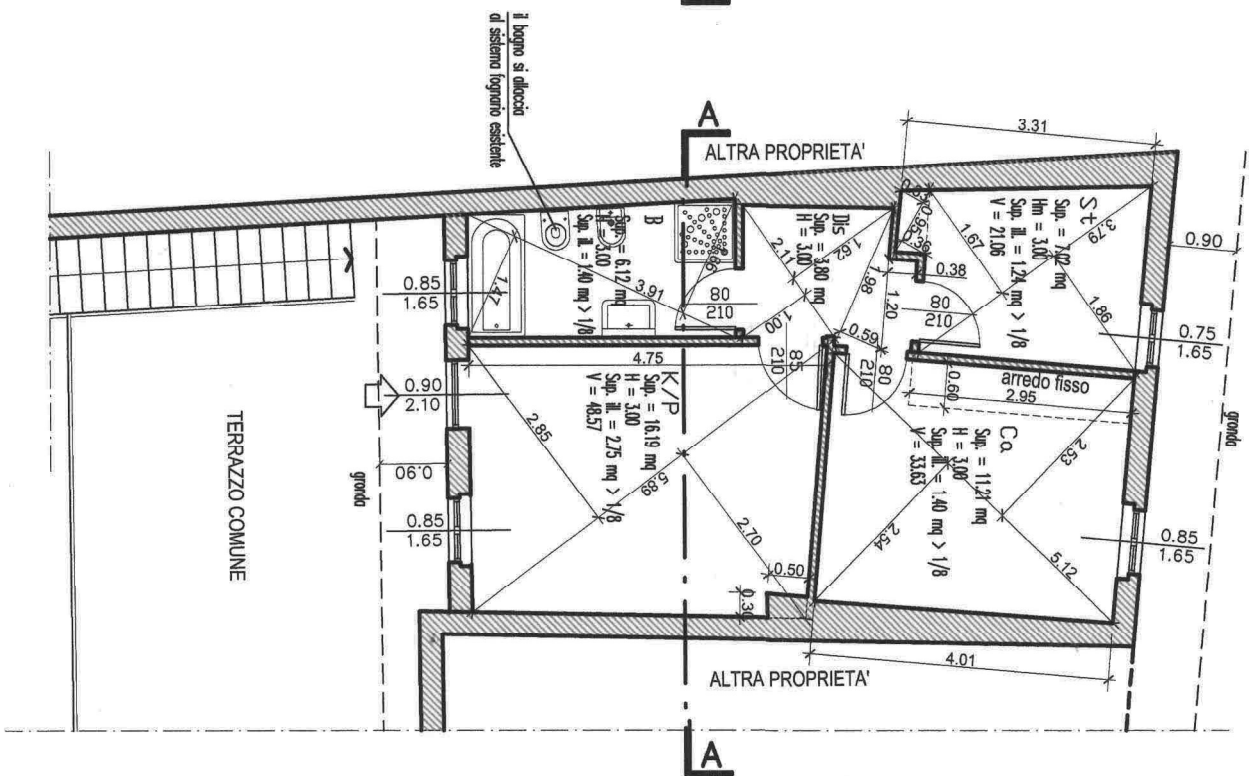 il bagno si allaccia
al sistema fognario esistente
A
ALTRA PROPRIETA'
3.31
St
Sup. = 7.02 mq
Hm = 3.00
Sup. il. = 1.24 mq > 1/8
V = 21.06
3.79
1.67
1.86
0.90
0.75
1.65
gronda
0.38
80
210
Dis
Sup. = 3.80 mq
H = 3.00
2.11
1.62
1.98
1.20
1.00
0.59
B
Sup. = 6.12 mq
H = 3.00
Sup. il. = 1.40 mq > 1/8
3.91
1.47
80
210
0.85
1.65
85
210
80
210
4.75
K/P
Sup. = 16.19 mq
H = 3.00
Sup. il. = 2.75 mq > 1/8
V = 48.57
0.90
2.10
2.85
5.89
2.70
0.50
0.30
0.90
gronda
0.85
1.65
TERRAZZO COMUNE
arredo fisso
2.95
0.60
Ca
Sup. = 11.21 mq
H = 3.00
Sup. il. = 1.40 mq > 1/8
V = 33.63
2.53
2.54
5.12
0.85
1.65
4.01
ALTRA PROPRIETA'
A